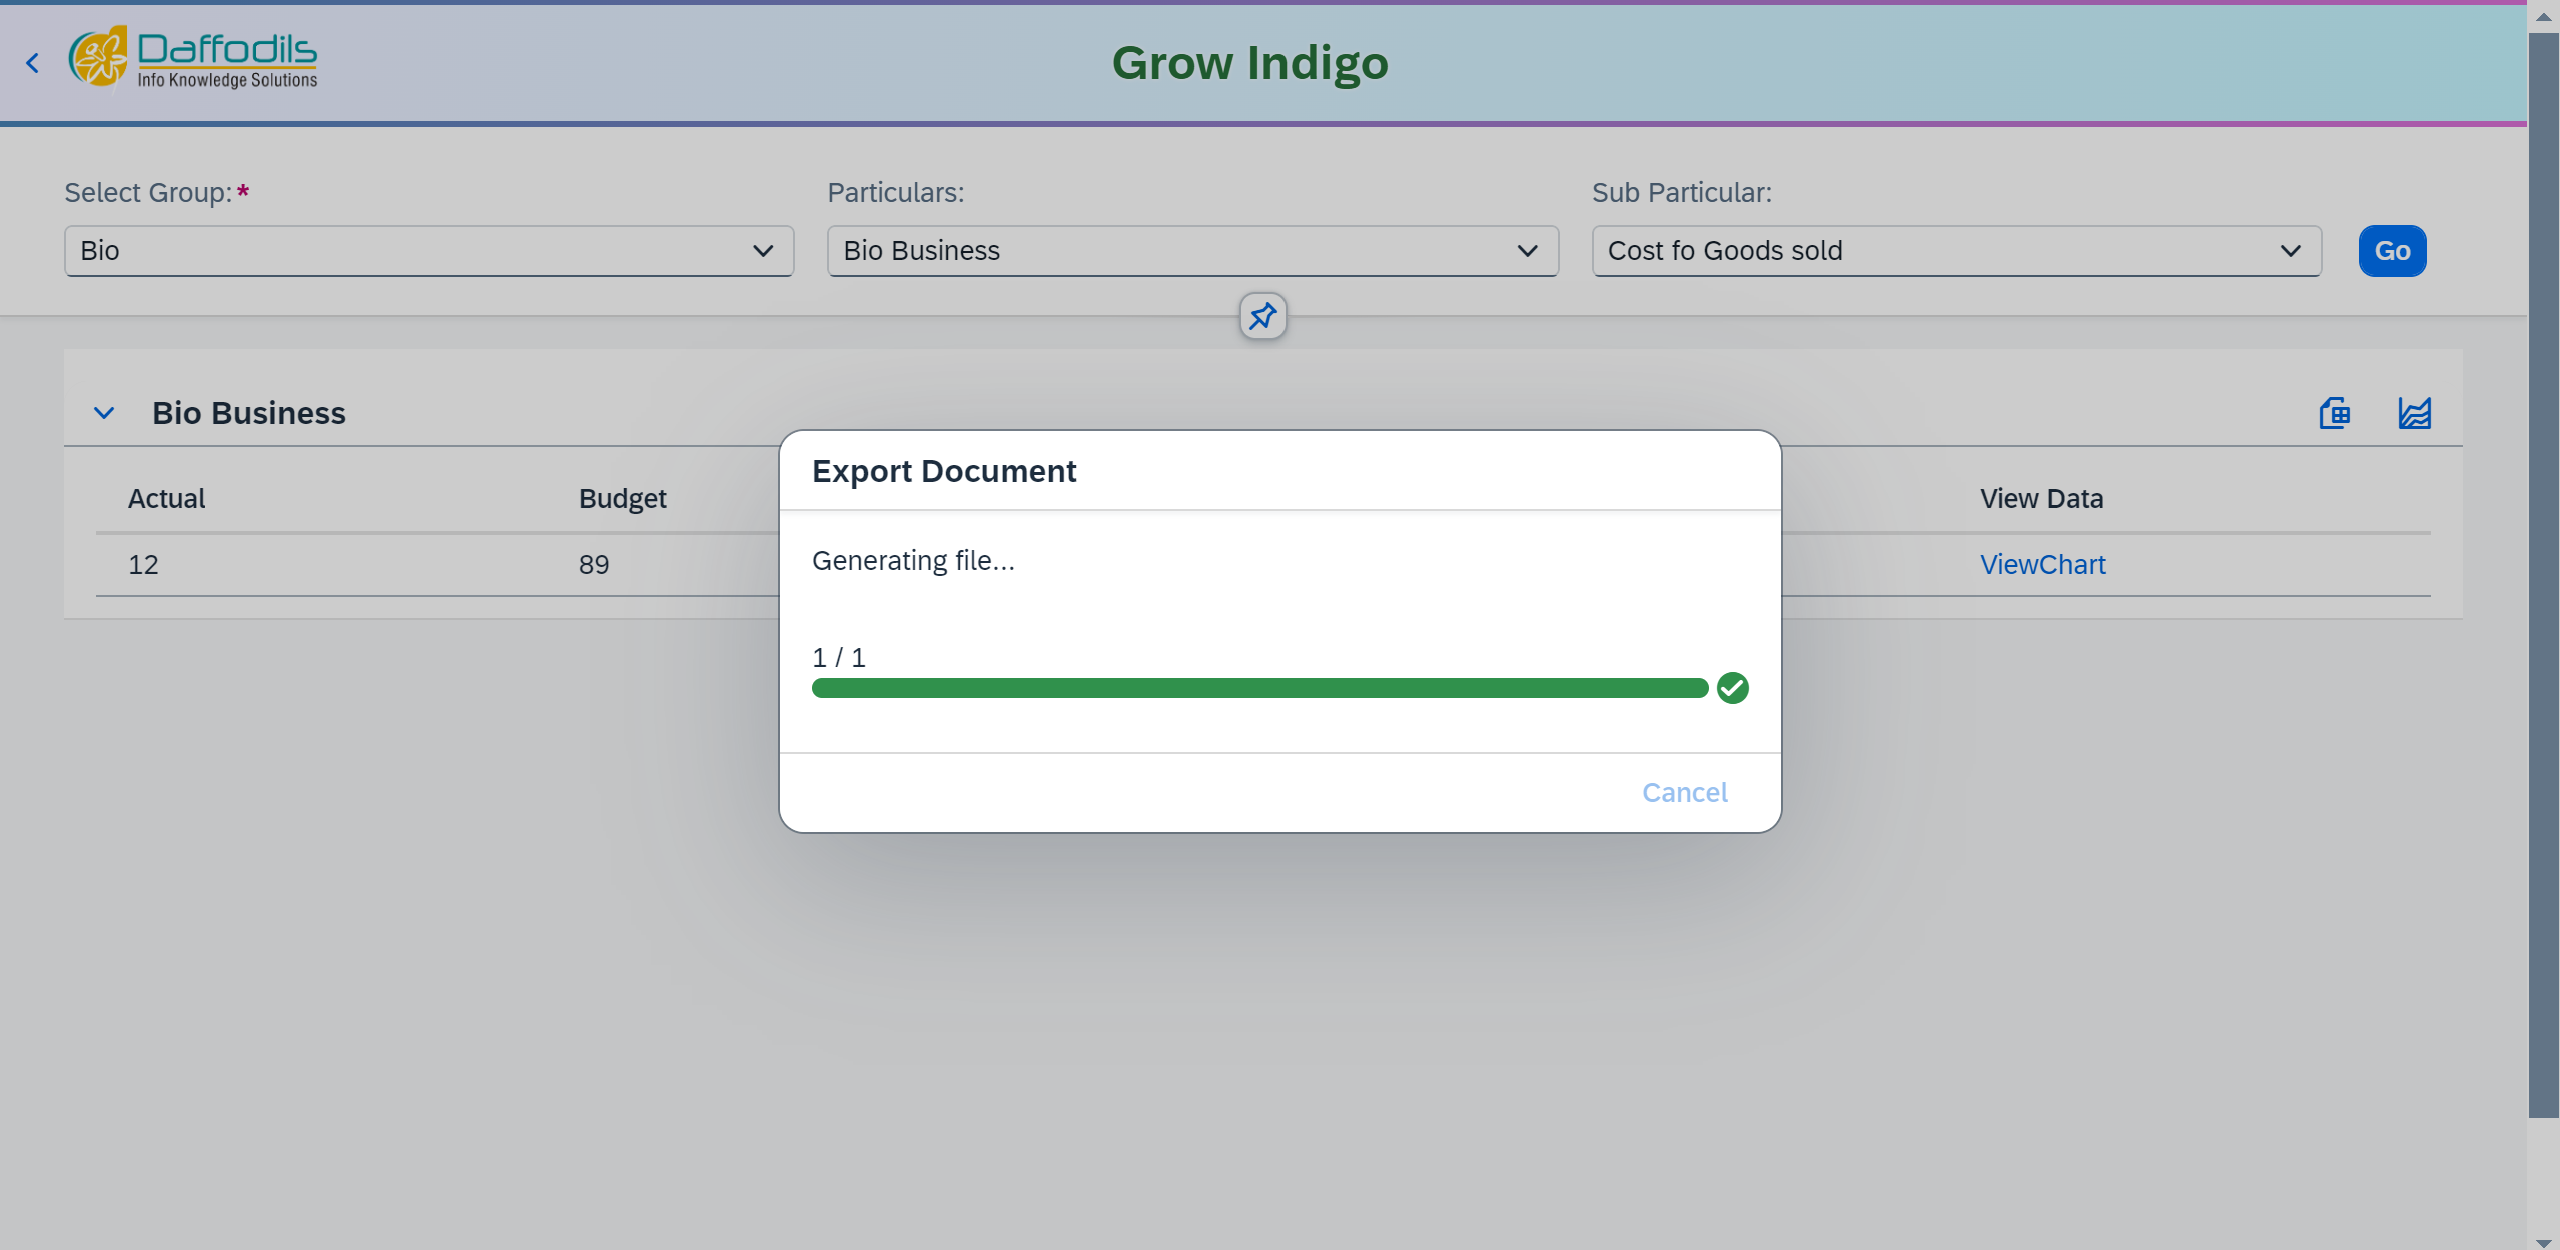 Daffodils
Info Knowledge Solutions
Grow Indigo
Select Group: *
Particulars:
Sub Particular:
Bio
Bio Business
Cost fo Goods sold
Go
Bio Business
Export Document
Actual
Budget
View Data
12
89
ViewChart
Generating file...
1 / 1
Cancel